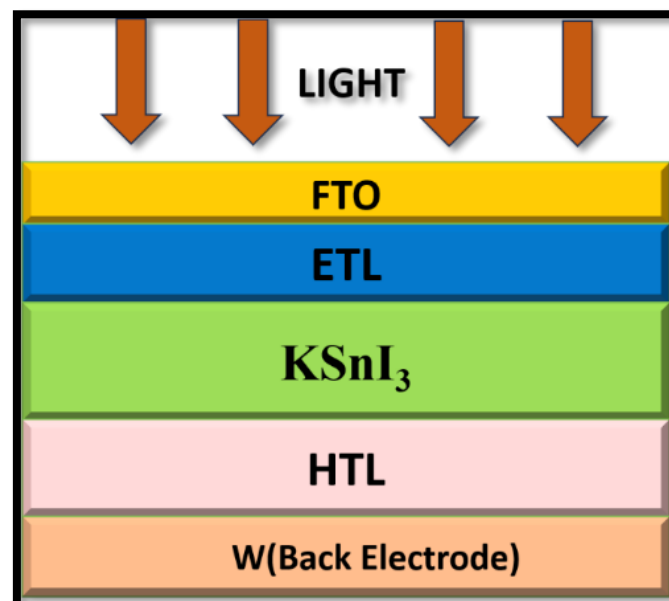 LIGHT
FTO
ETL
KSnI₃
HTL
W(Back Electrode)